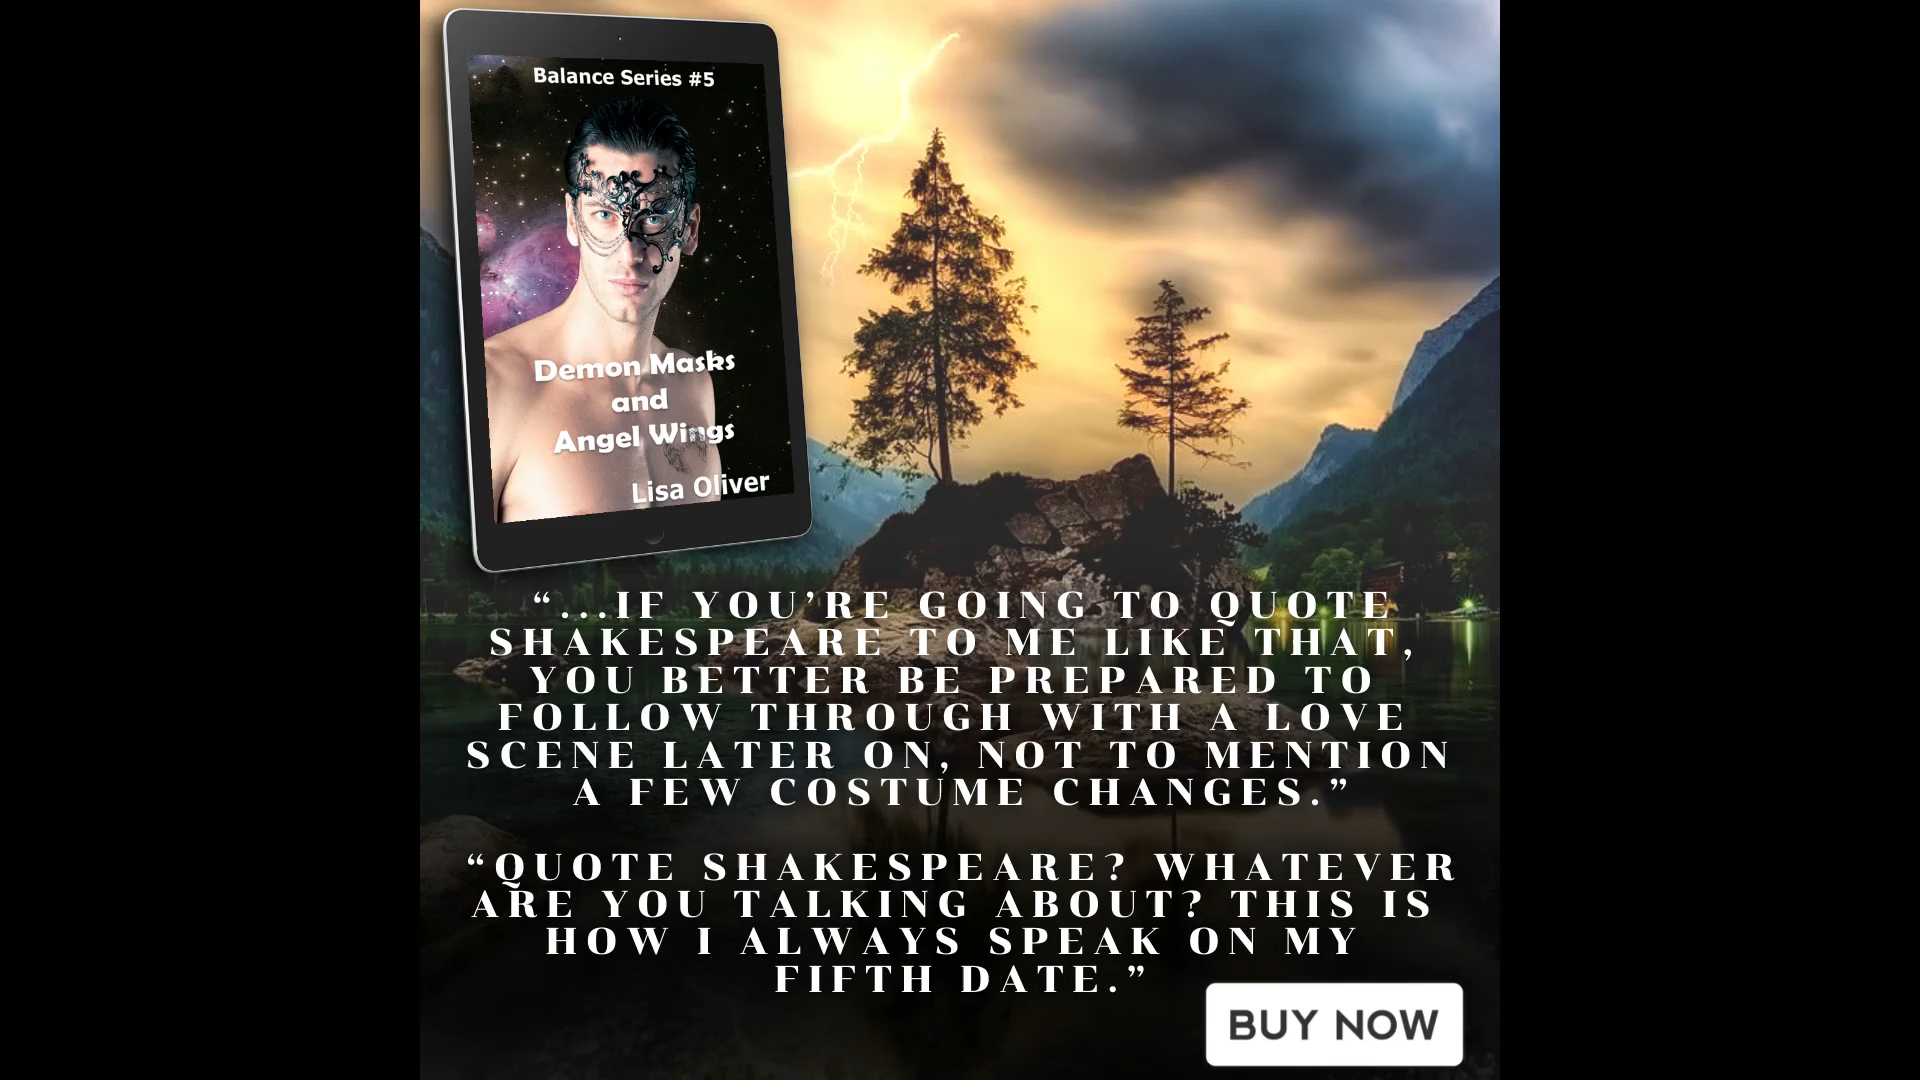 Balance Series #5
Demon Masks
and
Angel Wings
Lisa Oliver
“...IF YOU’RE GOING TO QUOTE
SHAKESPEARE TO ME LIKE THAT,
YOU BETTER BE PREPARED TO
FOLLOW THROUGH WITH A LOVE
SCENE LATER ON, NOT TO MENTION
A FEW COSTUME CHANGES.”
“QUOTE SHAKESPEARE? WHATEVER
ARE YOU TALKING ABOUT? THIS IS
HOW I ALWAYS SPEAK ON MY
FIFTH DATE.”
BUY NOW